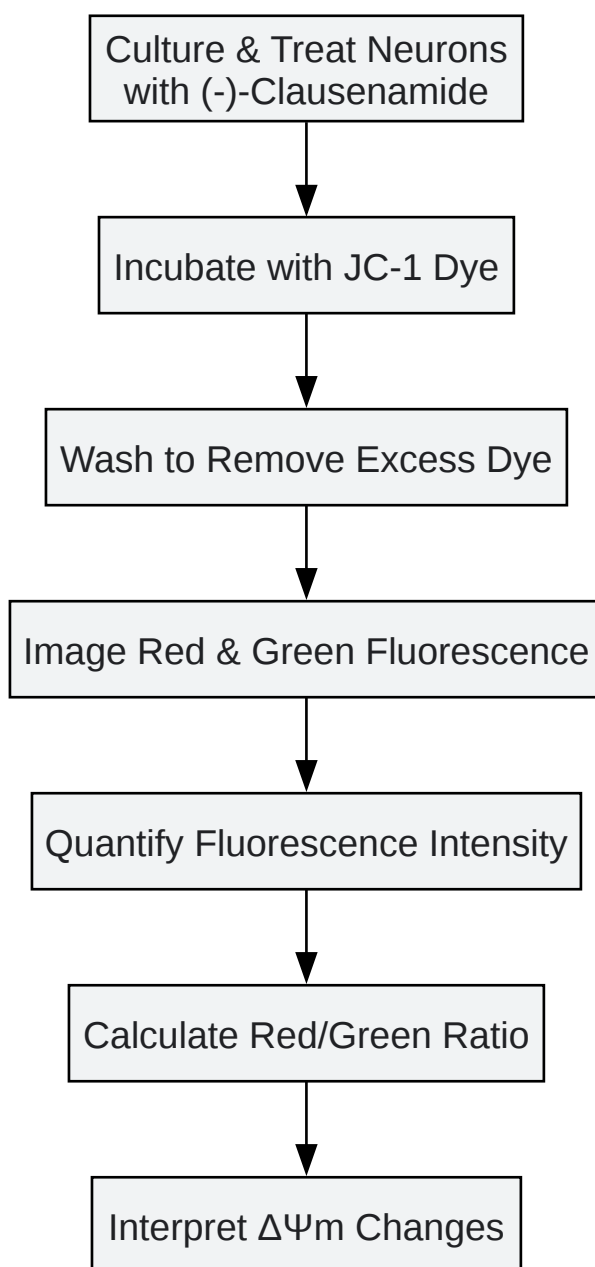 Culture & Treat Neurons
with (-)-Clausenamide
Incubate with JC-1 Dye
Wash to Remove Excess Dye
Image Red & Green Fluorescence
Quantify Fluorescence Intensity
Calculate Red/Green Ratio
Interpret ΔΨm Changes